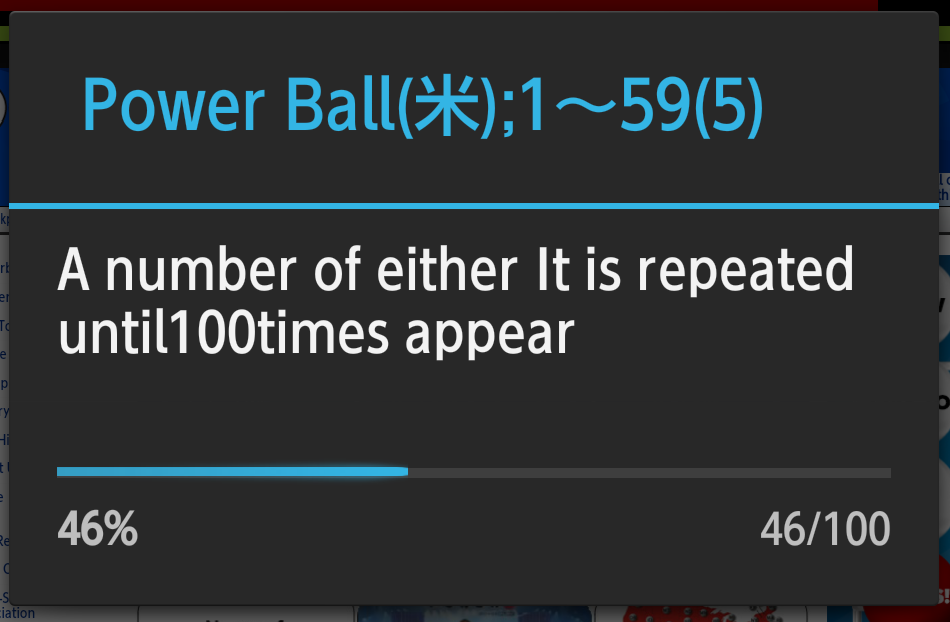 Power Ball(米);1～59(5)
A number of either It is repeated
until100times appear
46%
46/100